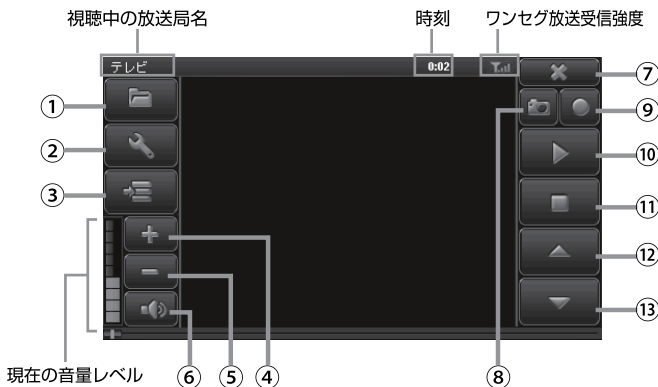 視聴中の放送局名
時刻
ワンセグ放送受信強度
テレビ
0:02
①
②
③
④
⑤
⑥
⑦
⑧
⑨
⑩
⑪
⑫
⑬
現在の音量レベル